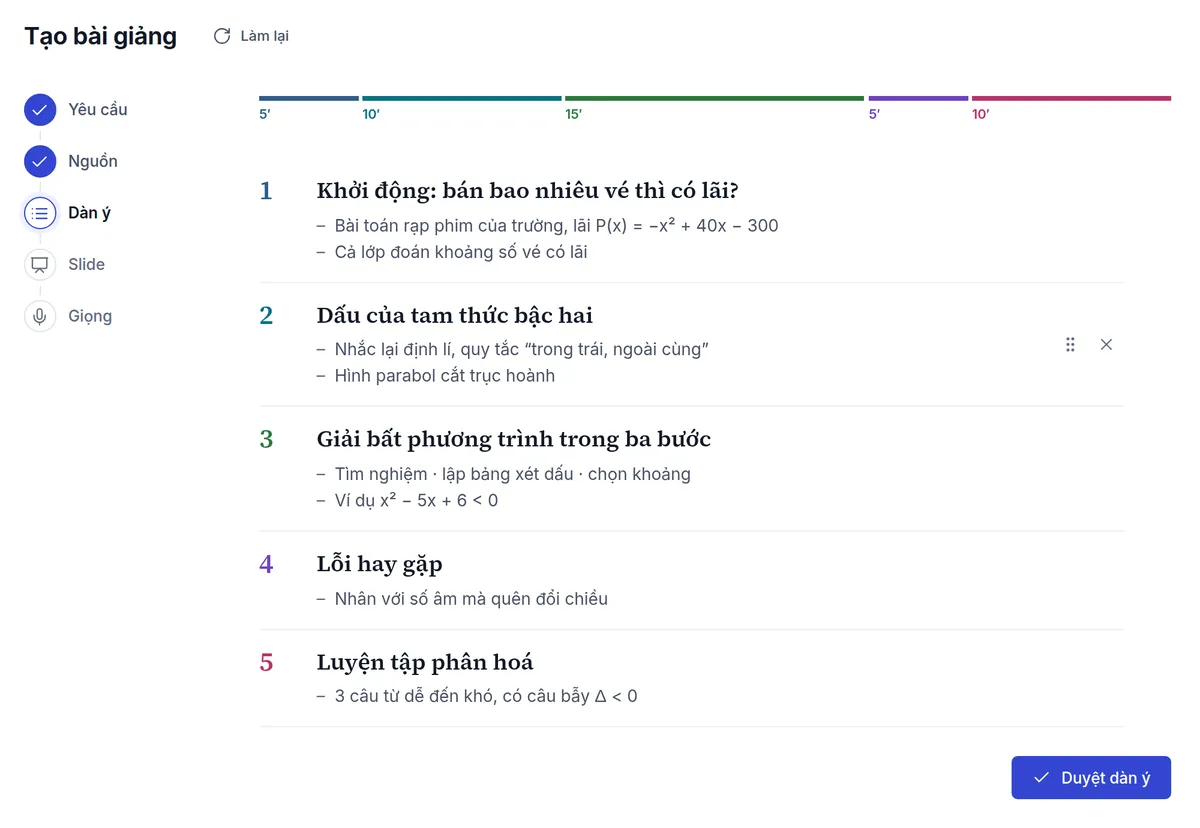 Tạo bài giảng
Làm lại
Yêu cầu
Nguồn
Dàn ý
Slide
Giọng
5′ 10′ 15′ 5′ 10′
1 Khởi động: bán bao nhiêu vé thì có lãi?
– Bài toán rạp phim của trường, lãi P(x) = −x² + 40x − 300
– Cả lớp đoán khoảng số vé có lãi
2 Dấu của tam thức bậc hai
– Nhắc lại định lí, quy tắc “trong trái, ngoài cùng”
– Hình parabol cắt trục hoành
3 Giải bất phương trình trong ba bước
– Tìm nghiệm · lập bảng xét dấu · chọn khoảng
– Ví dụ x² − 5x + 6 < 0
4 Lỗi hay gặp
– Nhân với số âm mà quên đổi chiều
5 Luyện tập phân hoá
– 3 câu từ dễ đến khó, có câu bẫy Δ < 0
Duyệt dàn ý